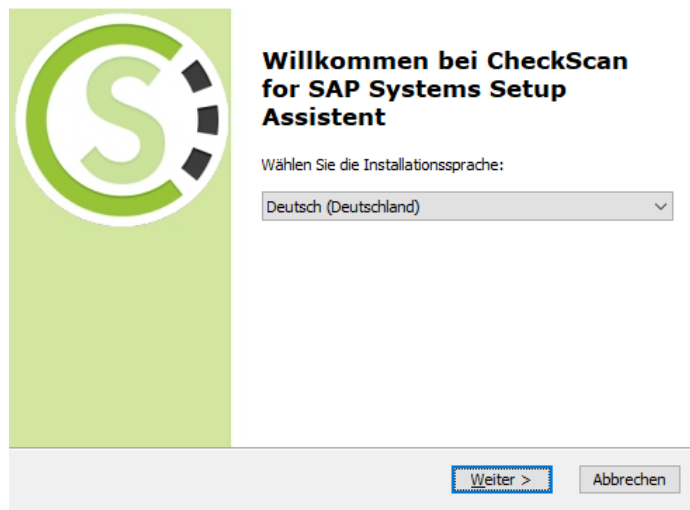 Willkommen bei CheckScan
for SAP Systems Setup
Assistent
Wählen Sie die Installationssprache:
Deutsch (Deutschland)
Weiter >
Abbrechen